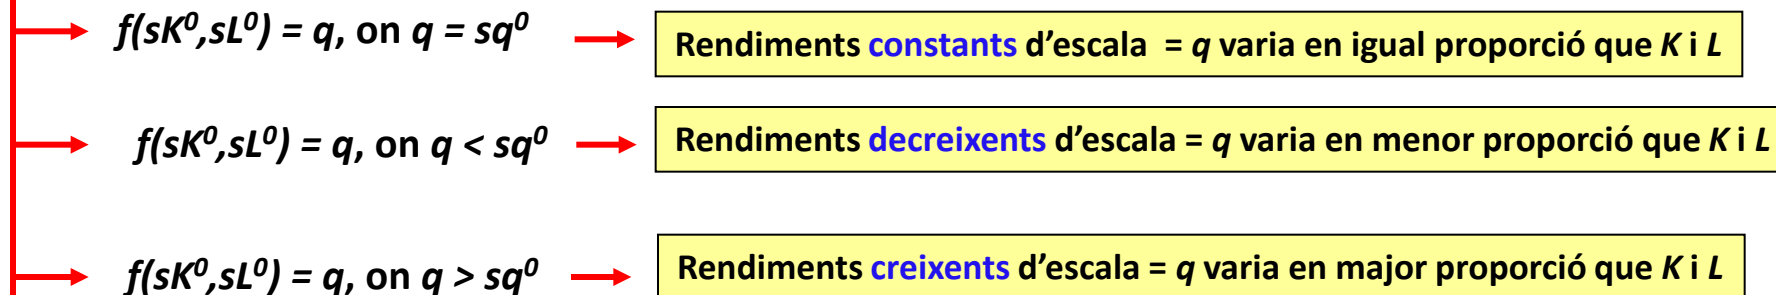 f(sK⁰,sL⁰) = q, on q = sq⁰
Rendiments constants d’escala = q varia en igual proporció que K i L
f(sK⁰,sL⁰) = q, on q < sq⁰
Rendiments decreixents d’escala = q varia en menor proporció que K i L
f(sK⁰,sL⁰) = q, on q > sq⁰
Rendiments creixents d’escala = q varia en major proporció que K i L